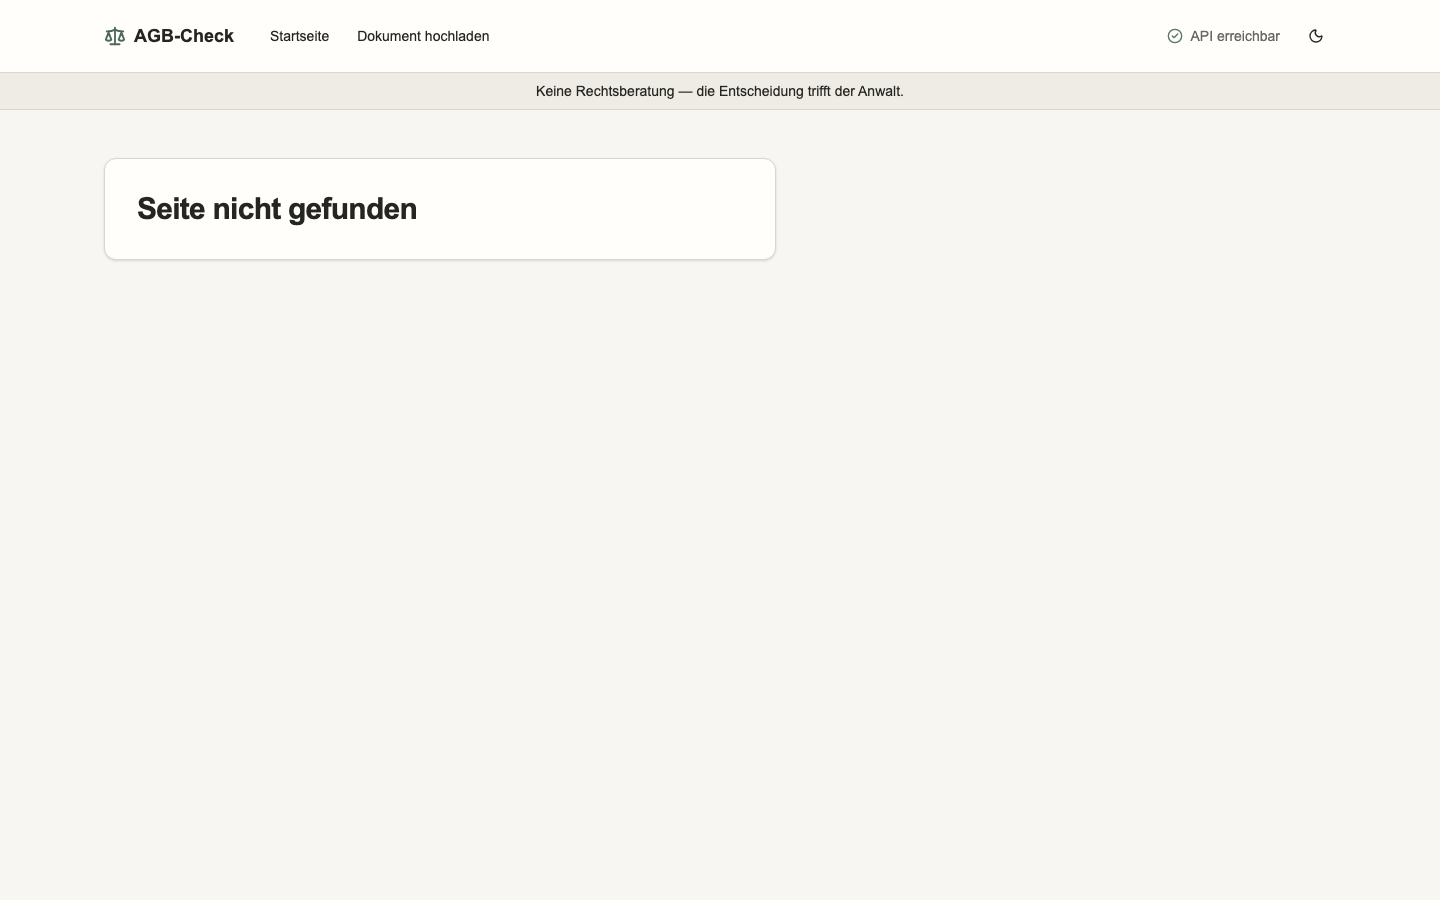 AGB-Check
Startseite
Dokument hochladen
API erreichbar
Keine Rechtsberatung — die Entscheidung trifft der Anwalt.
Seite nicht gefunden